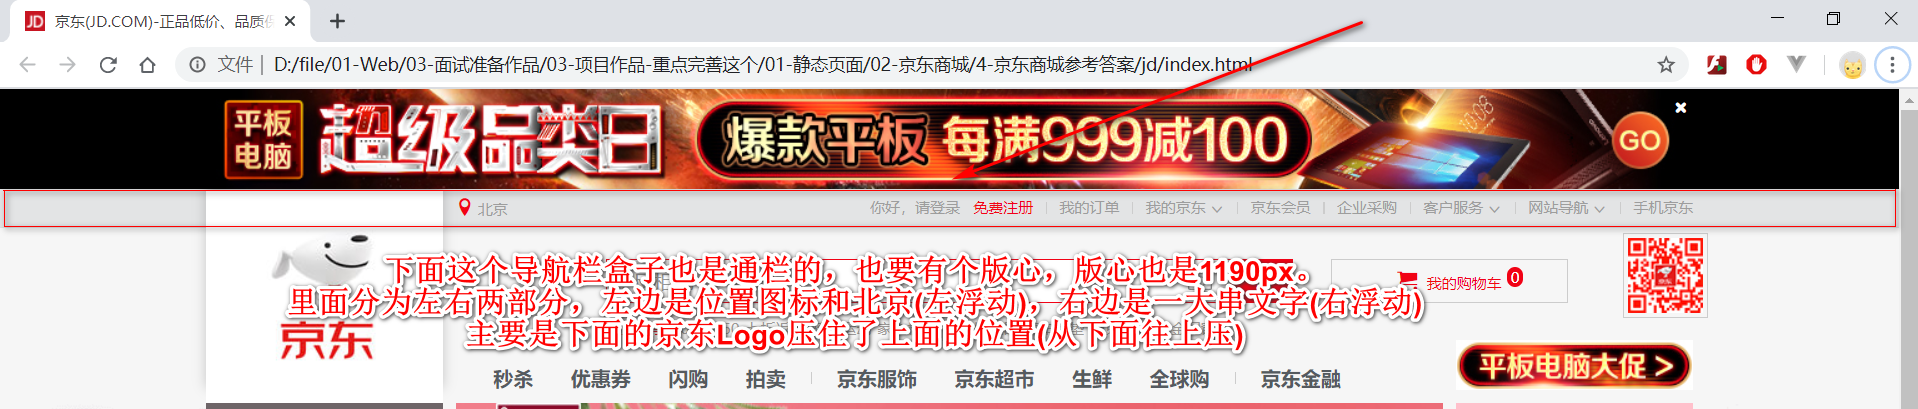 JD 京东(JD.COM)-正品低价、品质保
文件 | D:/file/01-Web/03-面试准备作品/03-项目作品-重点完善这个/01-静态页面/02-京东商城/4-京东商城参考答案/jd/index.html
平板电脑 超级品类日 爆款平板 每满999减100 GO
北京 你好，请登录 免费注册 我的订单 我的京东 京东会员 企业采购 客户服务 网站导航 手机京东
下面这个导航栏盒子也是通栏的，也要有个版心，版心也是1190px。
我的购物车 0
里面分为左右两部分，左边是位置图标和北京(左浮动)，右边是一大串文字(右浮动)
主要是下面的京东Logo压住了上面的位置(从下面往上压)
京东
平板电脑大促 >
秒杀 优惠券 闪购 拍卖 京东服饰 京东超市 生鲜 全球购 京东金融